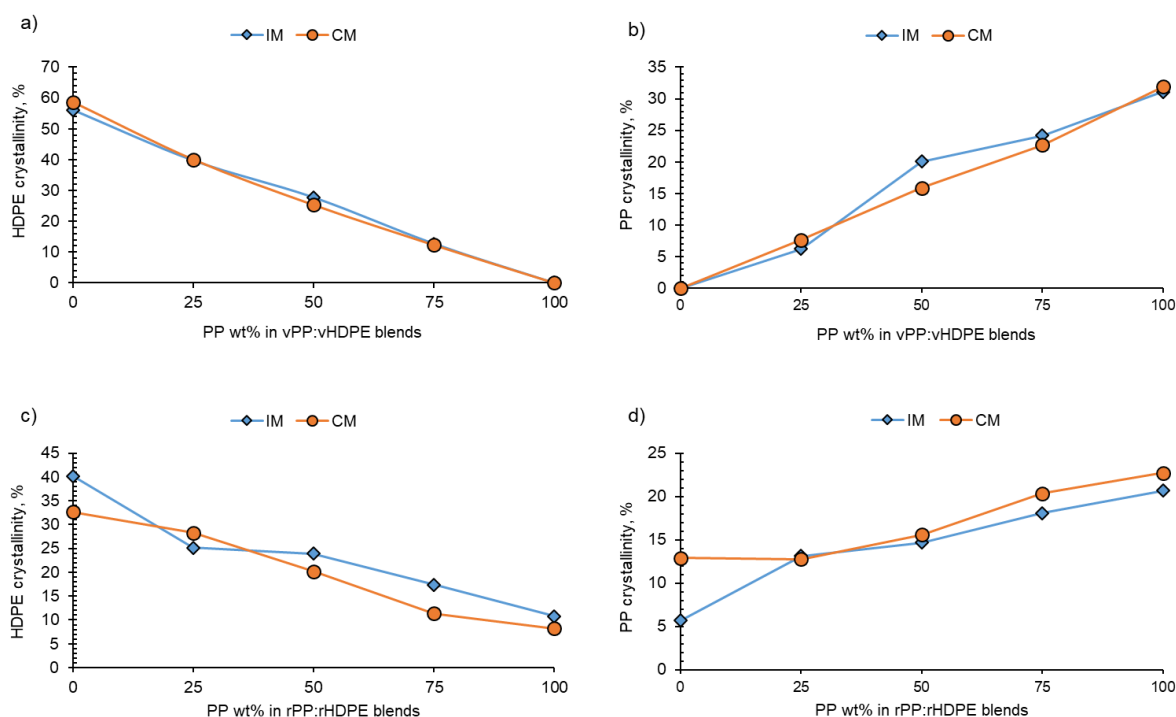 a)
IM CM
HDPE crystallinity, %
70
60
50
40
30
20
10
0
0 25 50 75 100
PP wt% in vPP:vHDPE blends
b)
IM CM
PP crystallinity, %
35
30
25
20
15
10
5
0
0 25 50 75 100
PP wt% in vPP:vHDPE blends
c)
IM CM
HDPE crystallinity, %
45
40
35
30
25
20
15
10
5
0
0 25 50 75 100
PP wt% in rPP:rHDPE blends
d)
IM CM
PP crystallinity, %
25
20
15
10
5
0
0 25 50 75 100
PP wt% in rPP:rHDPE blends